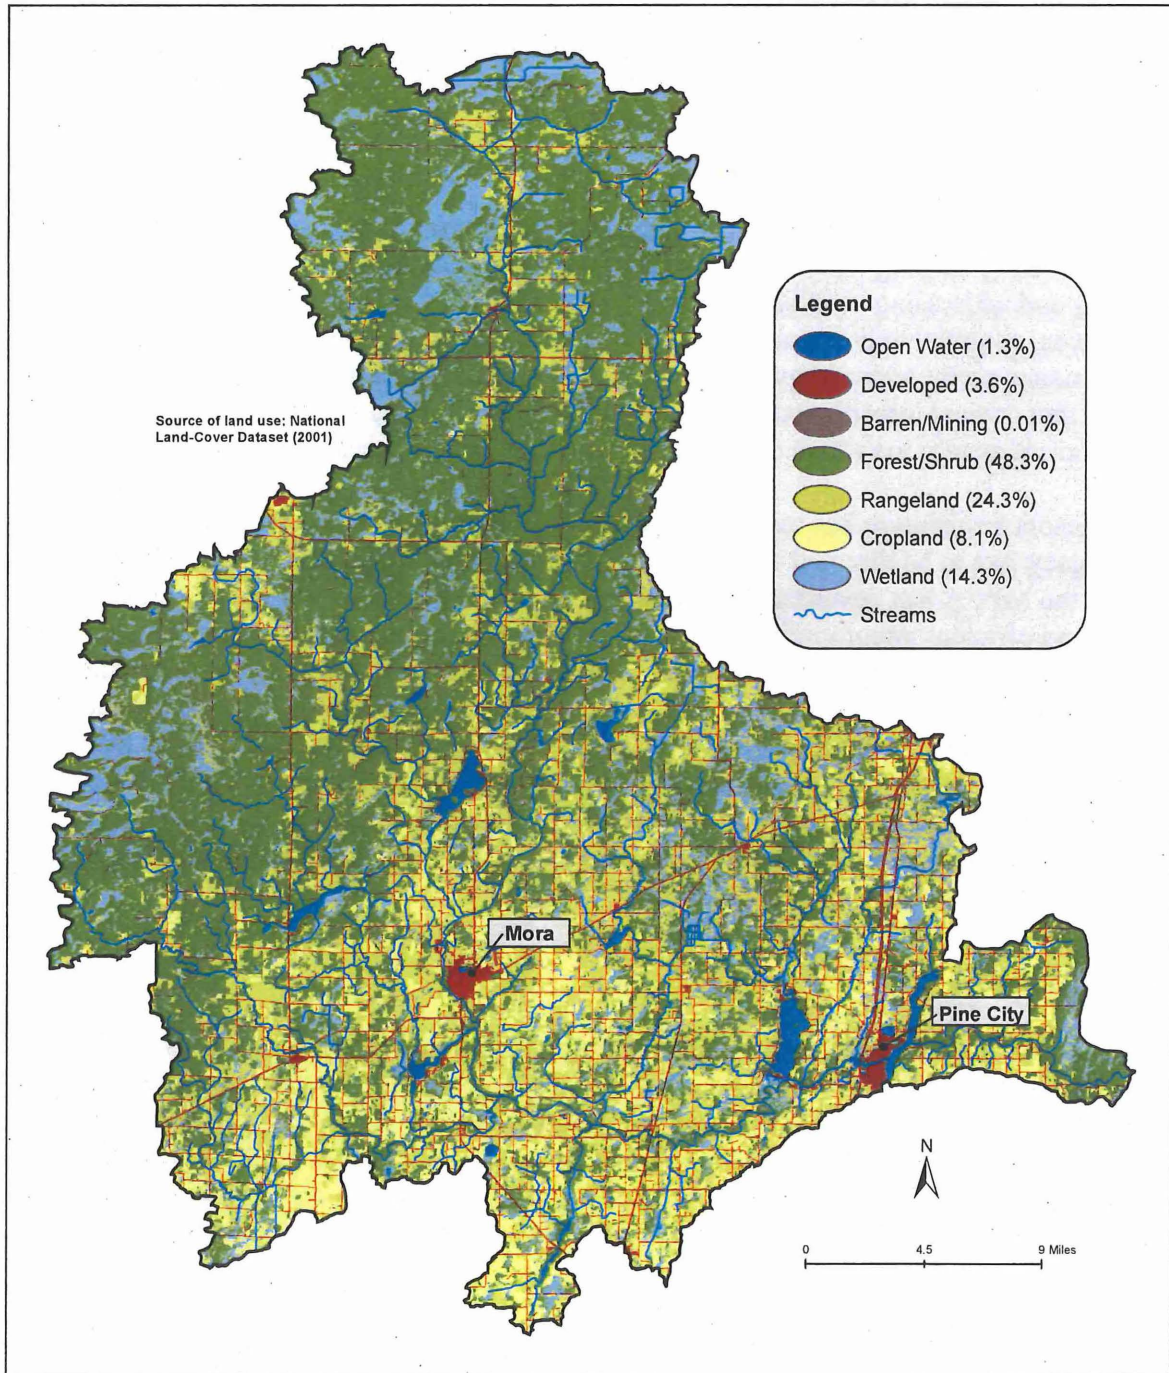 Legend
Open Water (1.3%)
Developed (3.6%)
Barren/Mining (0.01%)
Forest/Shrub (48.3%)
Rangeland (24.3%)
Cropland (8.1%)
Wetland (14.3%)
Streams
Source of land use: National
Land-Cover Dataset (2001)
Mora
Pine City
N
0 4.5 9 Miles